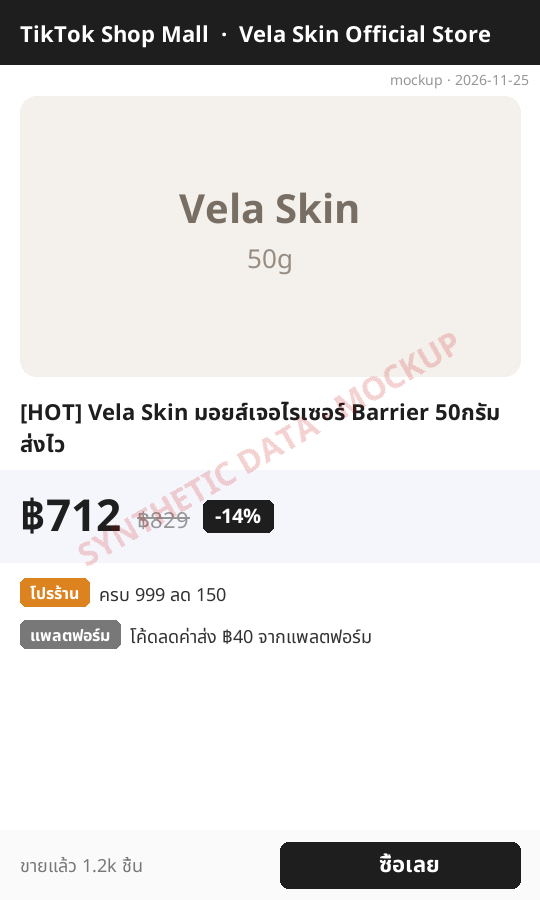 TikTok Shop Mall · Vela Skin Official Store
mockup · 2026-11-25
Vela Skin
50g
[HOT] Vela Skin มอยส์เจอไรเซอร์ Barrier 50กรัม
ส่งไว
฿712 ฿829 -14%
โปรร้าน ครบ 999 ลด 150
แพลตฟอร์ม โค้ดลดค่าส่ง ฿40 จากแพลตฟอร์ม
ขายแล้ว 1.2k ชิ้น ซื้อเลย
SYNTHETIC DATA · MOCKUP